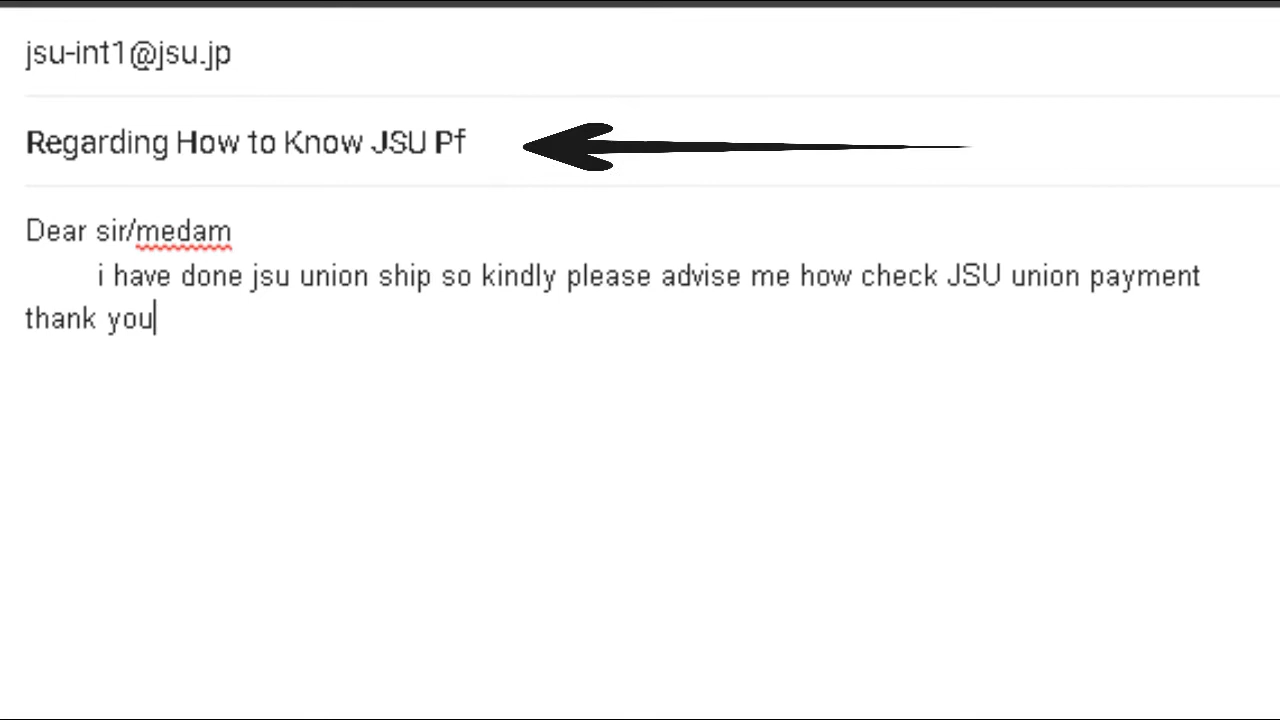 jsu-int1@jsu.jp
Regarding How to Know JSU Pf
Dear sir/medam
i have done jsu union ship so kindly please advise me how check JSU union payment
thank you